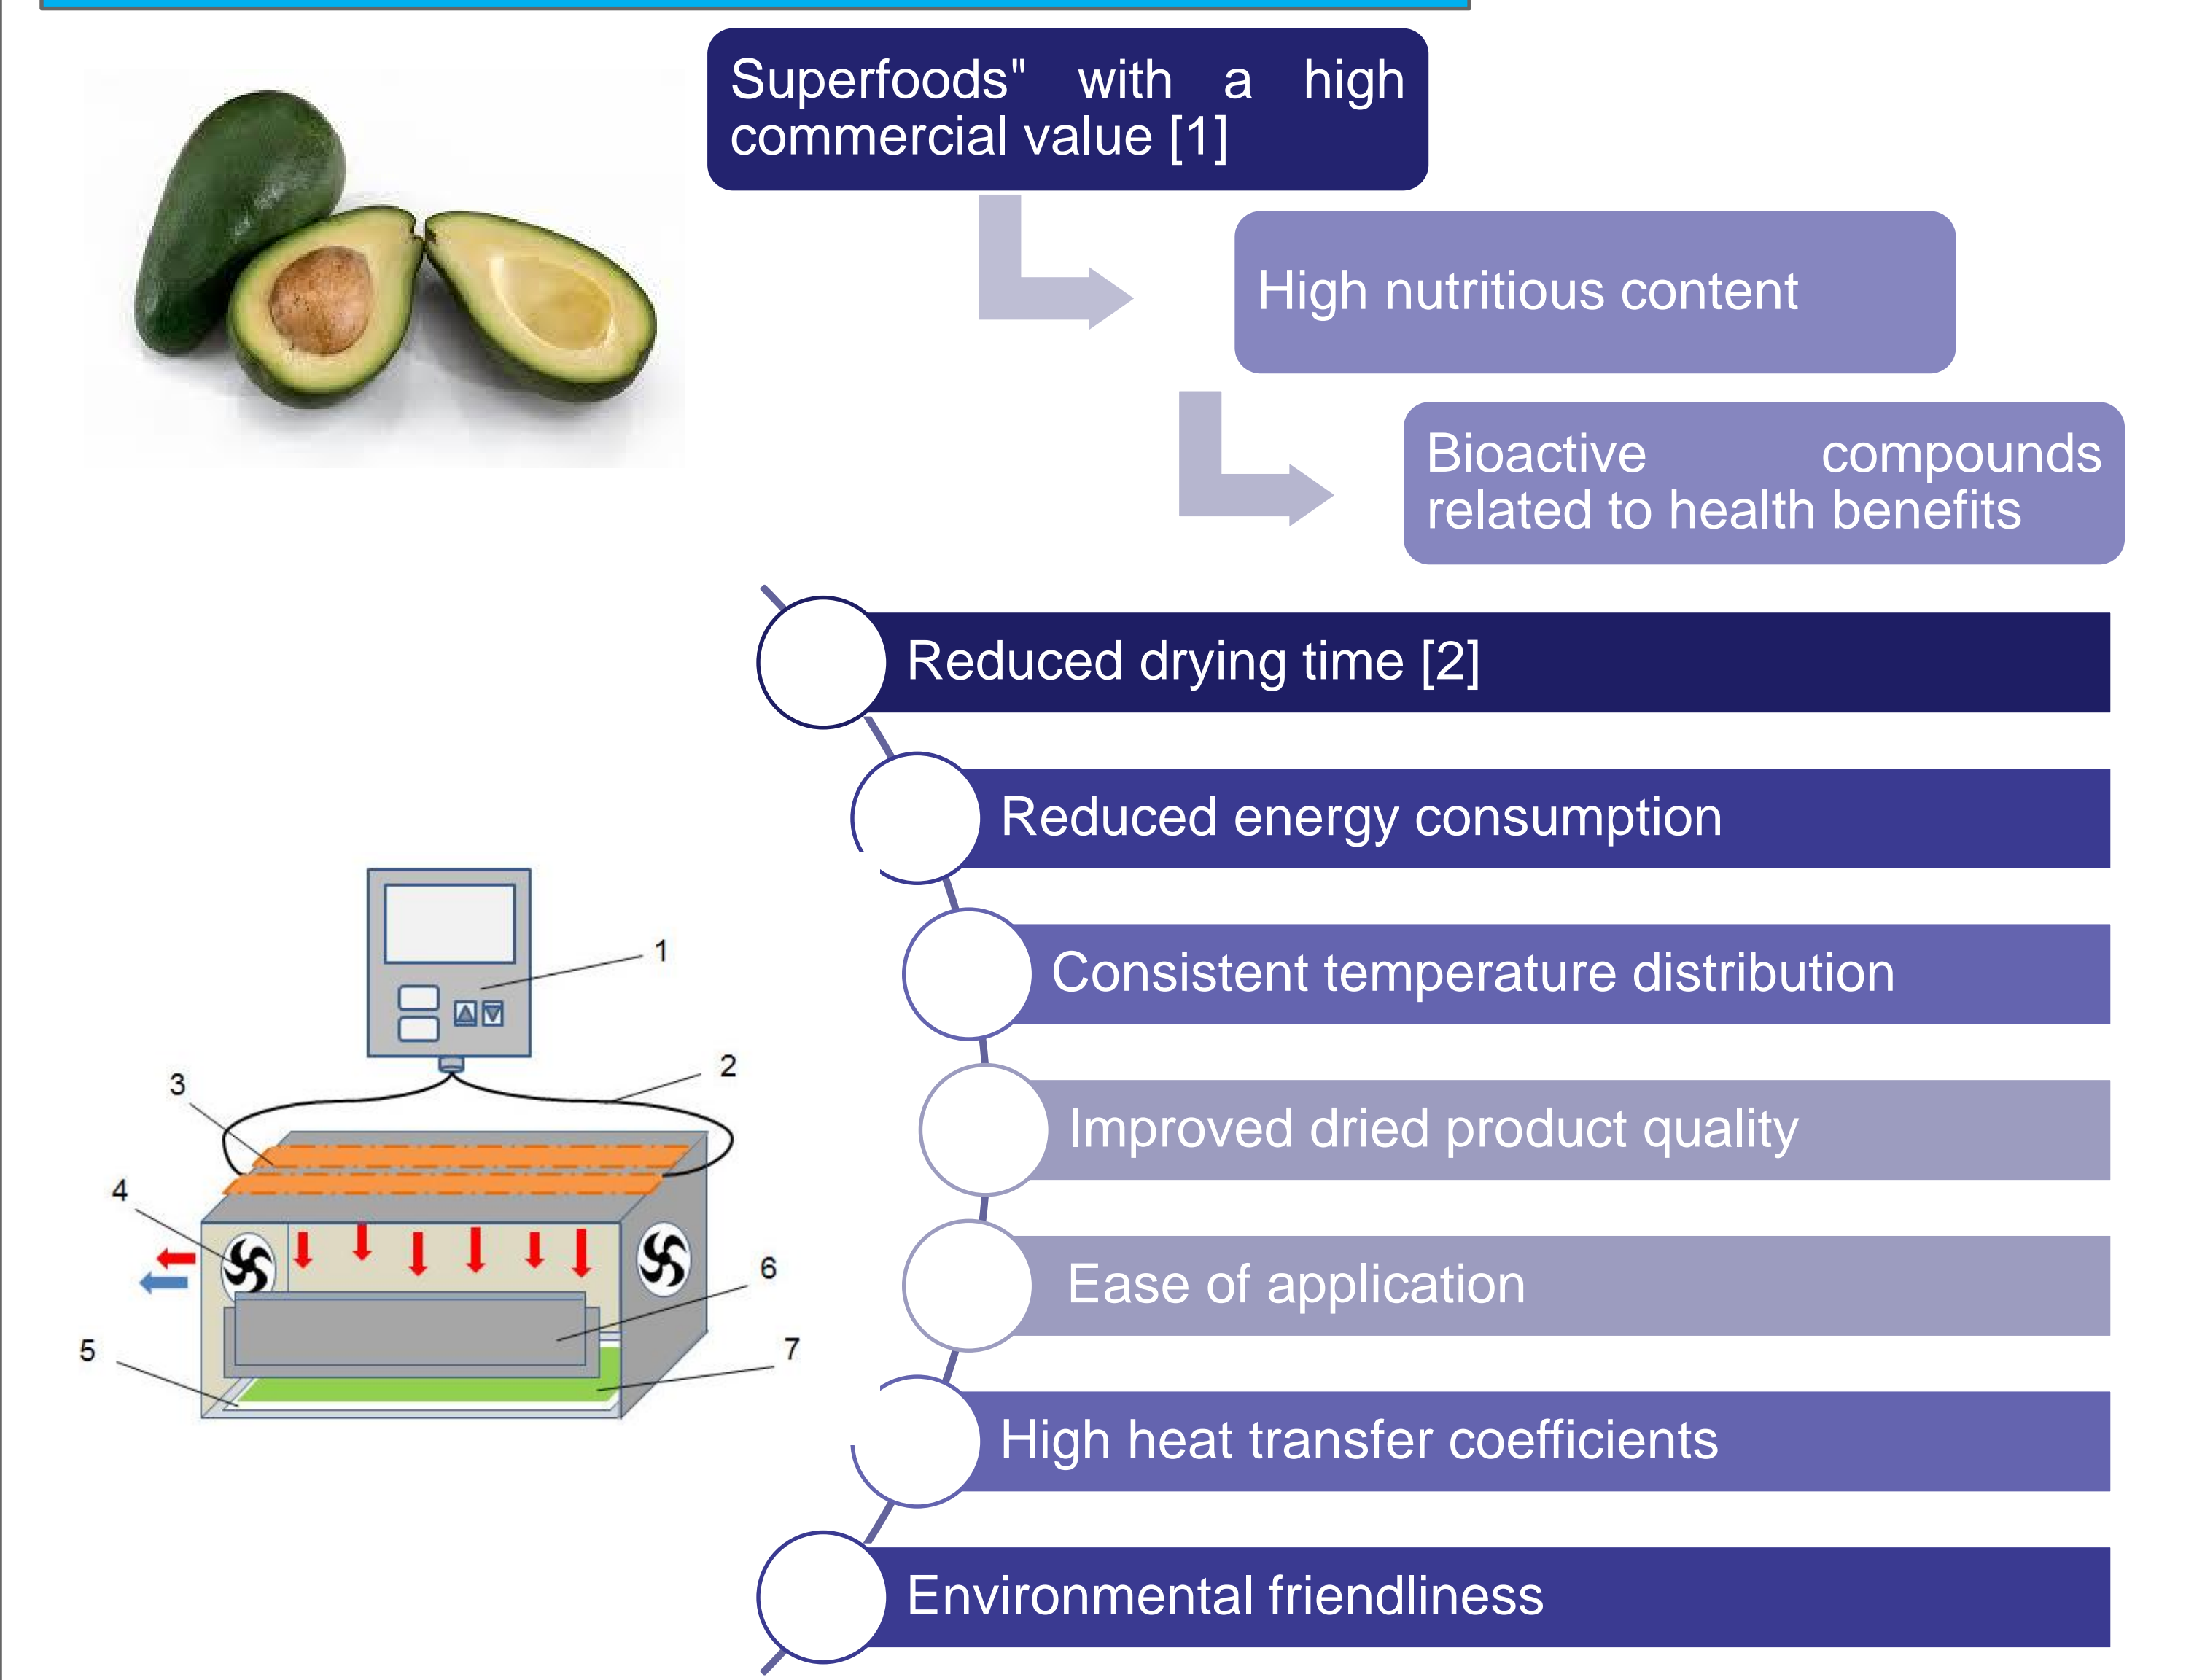 Superfoods" with a high
commercial value [1]
High nutritious content
Bioactive compounds
related to health benefits
Reduced drying time [2]
Reduced energy consumption
Consistent temperature distribution
Improved dried product quality
Ease of application
High heat transfer coefficients
Environmental friendliness
1
2
3
4
6
5
7